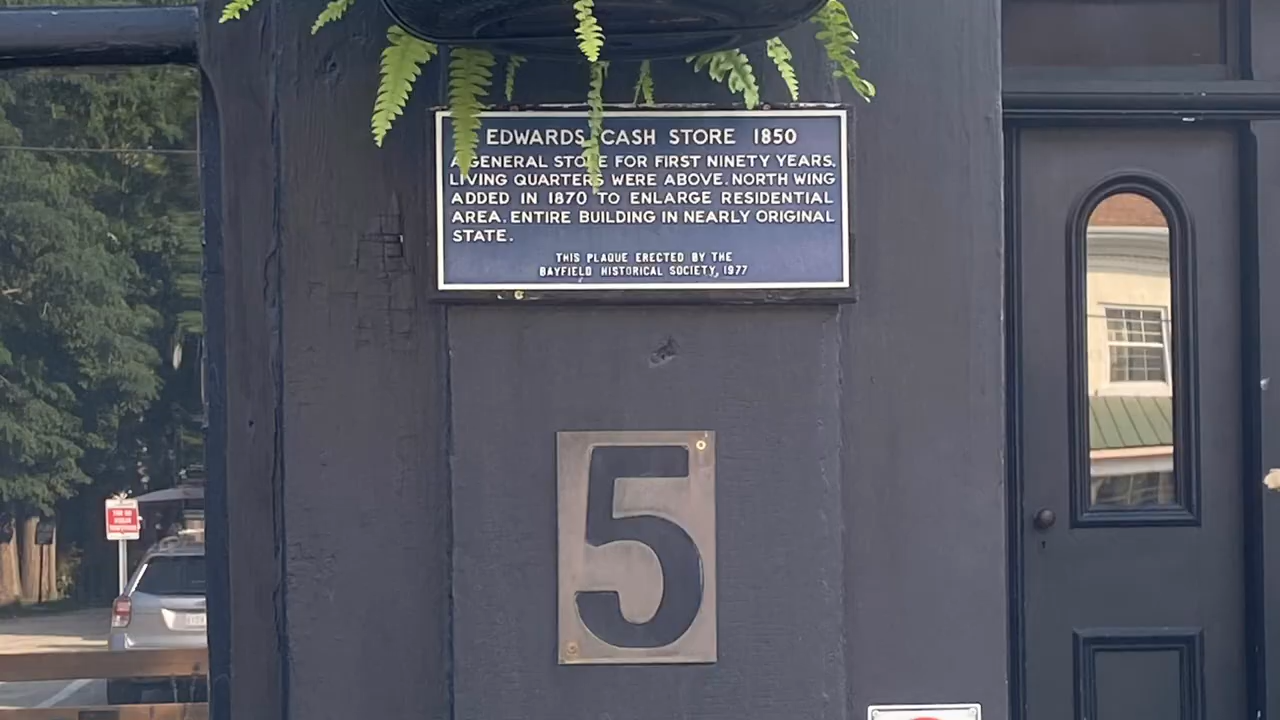 EDWARDS CASH STORE 1850
A GENERAL STORE FOR FIRST NINETY YEARS.
LIVING QUARTERS WERE ABOVE. NORTH WING
ADDED IN 1870 TO ENLARGE RESIDENTIAL
AREA. ENTIRE BUILDING IN NEARLY ORIGINAL
STATE.
THIS PLAQUE ERECTED BY THE
BAYFIELD HISTORICAL SOCIETY, 1977
5